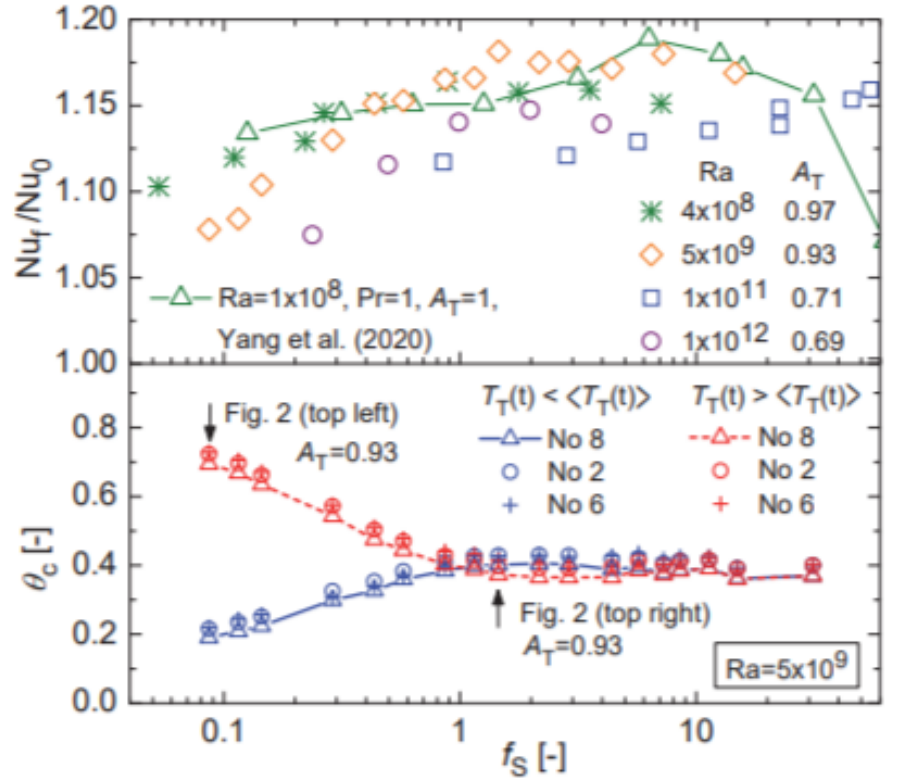 1.20
1.15
1.10
1.05
1.00
Nu_f/Nu_0
Ra A_T
4x10^8 0.97
5x10^9 0.93
1x10^11 0.71
1x10^12 0.69
Ra=1x10^8, Pr=1, A_T=1,
Yang et al. (2020)
0.8
0.6
0.4
0.2
0.0
θ_c [-]
Fig. 2 (top left)
A_T=0.93
T_T(t) < ⟨T_T(t)⟩ T_T(t) > ⟨T_T(t)⟩
No 8 No 8
No 2 No 2
No 6 No 6
Fig. 2 (top right)
A_T=0.93
Ra=5x10^9
0.1 1 10
f_S [-]